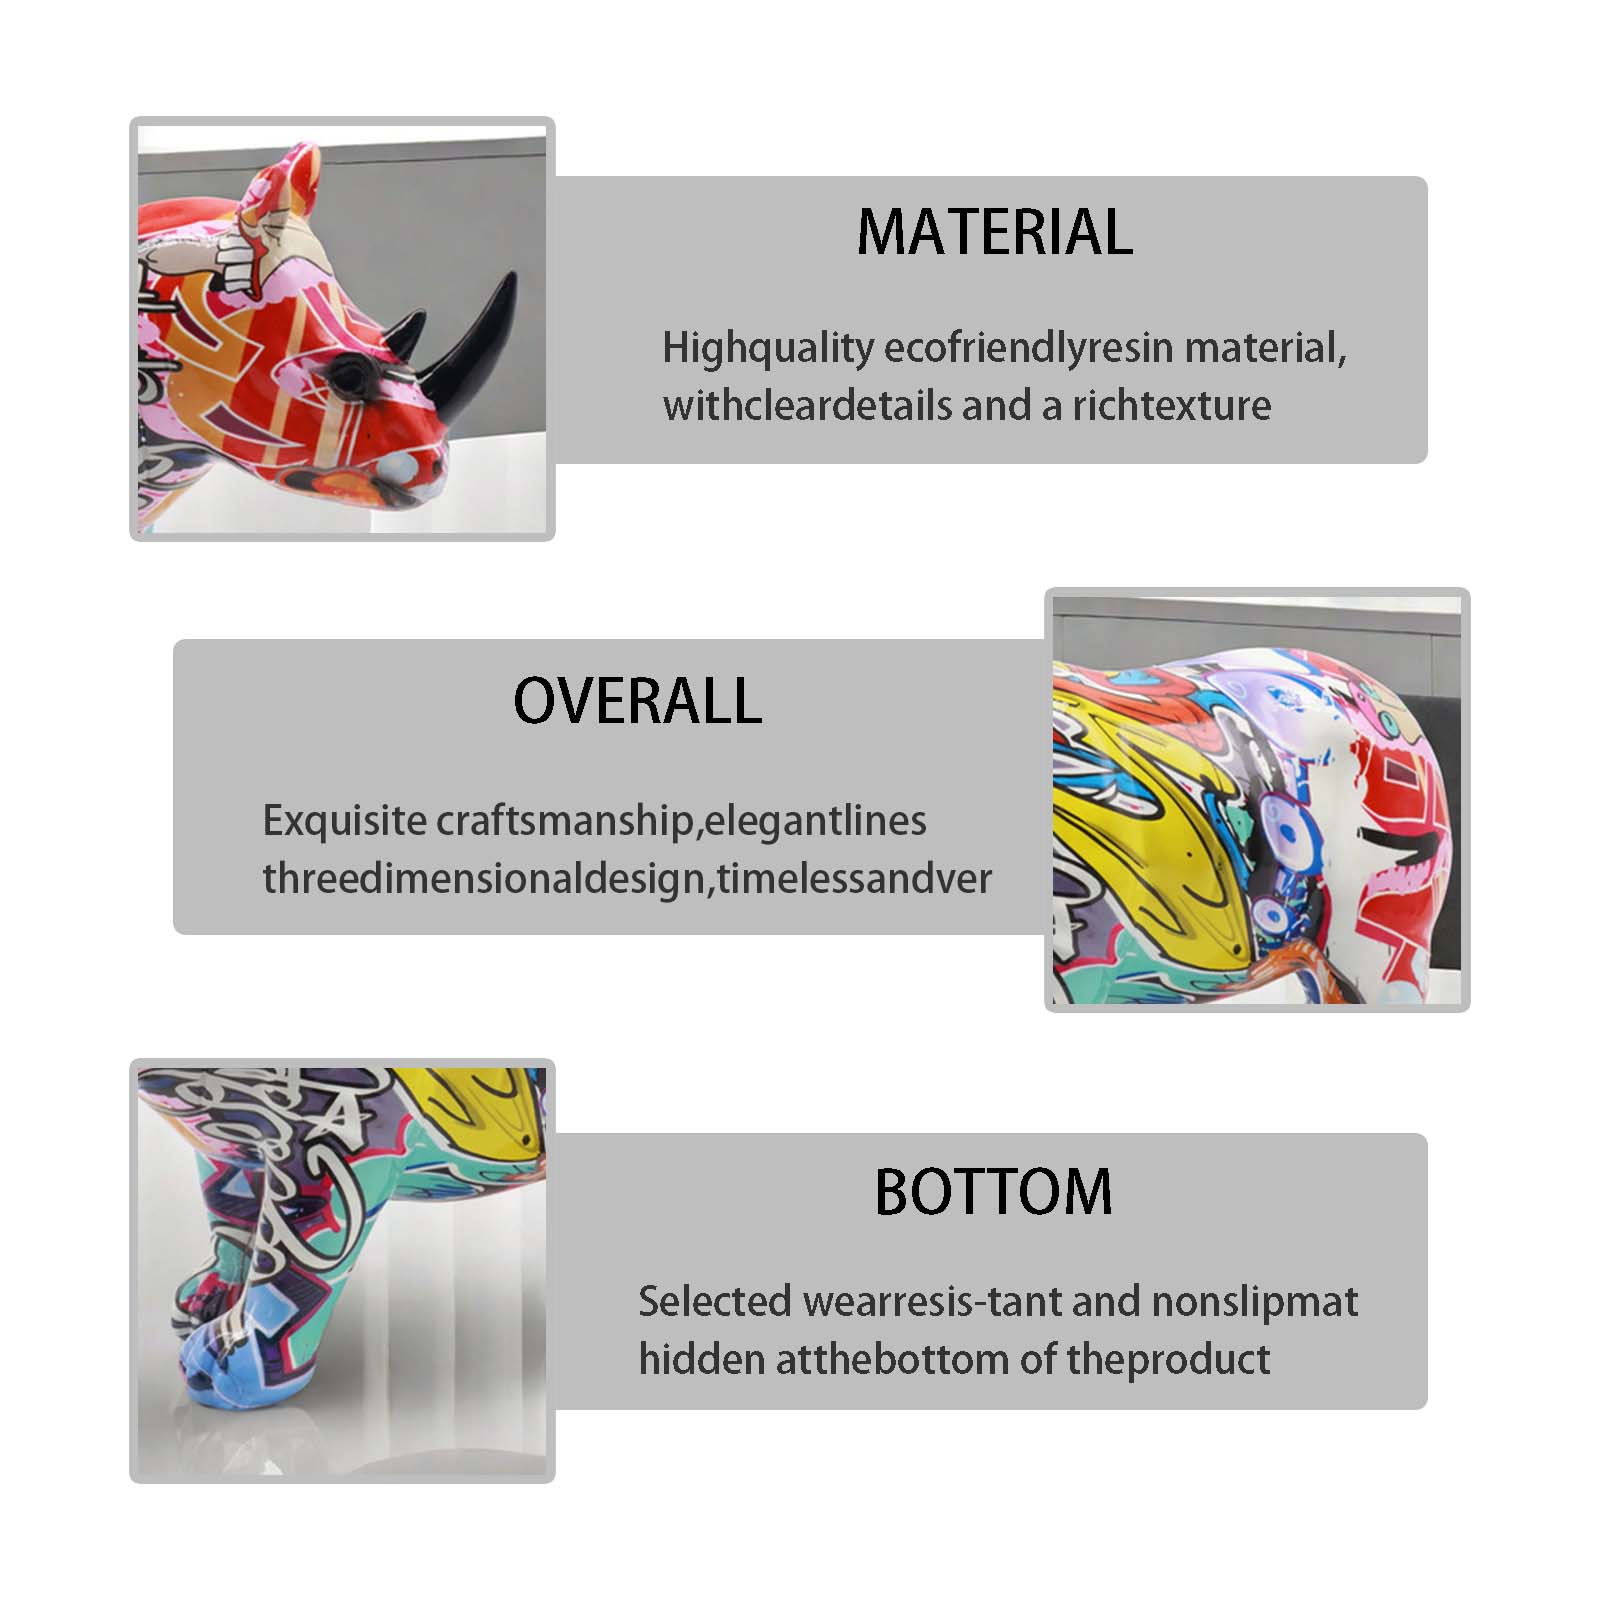 MATERIAL
Highquality ecofriendlyresin material,
withcleardetails and a richtexture
OVERALL
Exquisite craftsmanship,elegantlines
threedimensionaldesign,timelessandver
BOTTOM
Selected wearresis-tant and nonslipmat
hidden atthebottom of theproduct